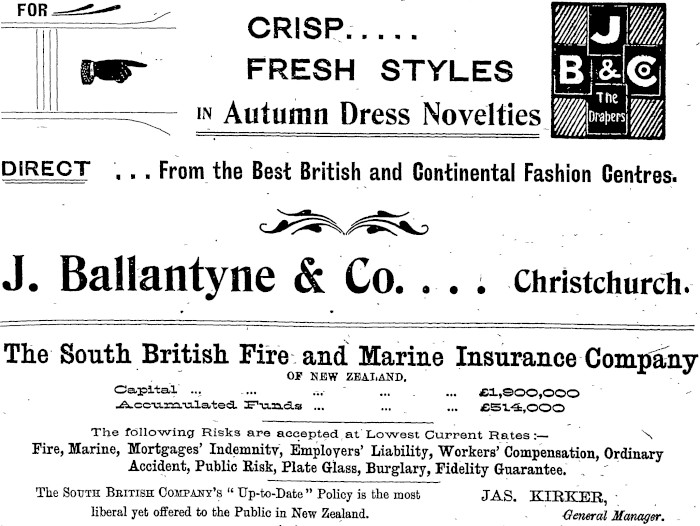 FOR
CRISP.....
FRESH STYLES
IN Autumn Dress Novelties
J
B & Co
The
Drapers
DIRECT ... From the Best British and Continental Fashion Centres.
J. Ballantyne & Co. . . . Christchurch.
The South British Fire and Marine Insurance Company
OF NEW ZEALAND.
Capital ... ... ... ... ... £1,900,000
Accumulated Funds ... ... ... £514,000
The following Risks are accepted at Lowest Current Rates:—
Fire, Marine, Mortgages' Indemnity, Employers' Liability, Workers' Compensation, Ordinary
Accident, Public Risk, Plate Glass, Burglary, Fidelity Guarantee.
The SOUTH BRITISH COMPANY'S "Up-to-Date" Policy is the most
liberal yet offered to the Public in New Zealand.
JAS. KIRKER,
General Manager.